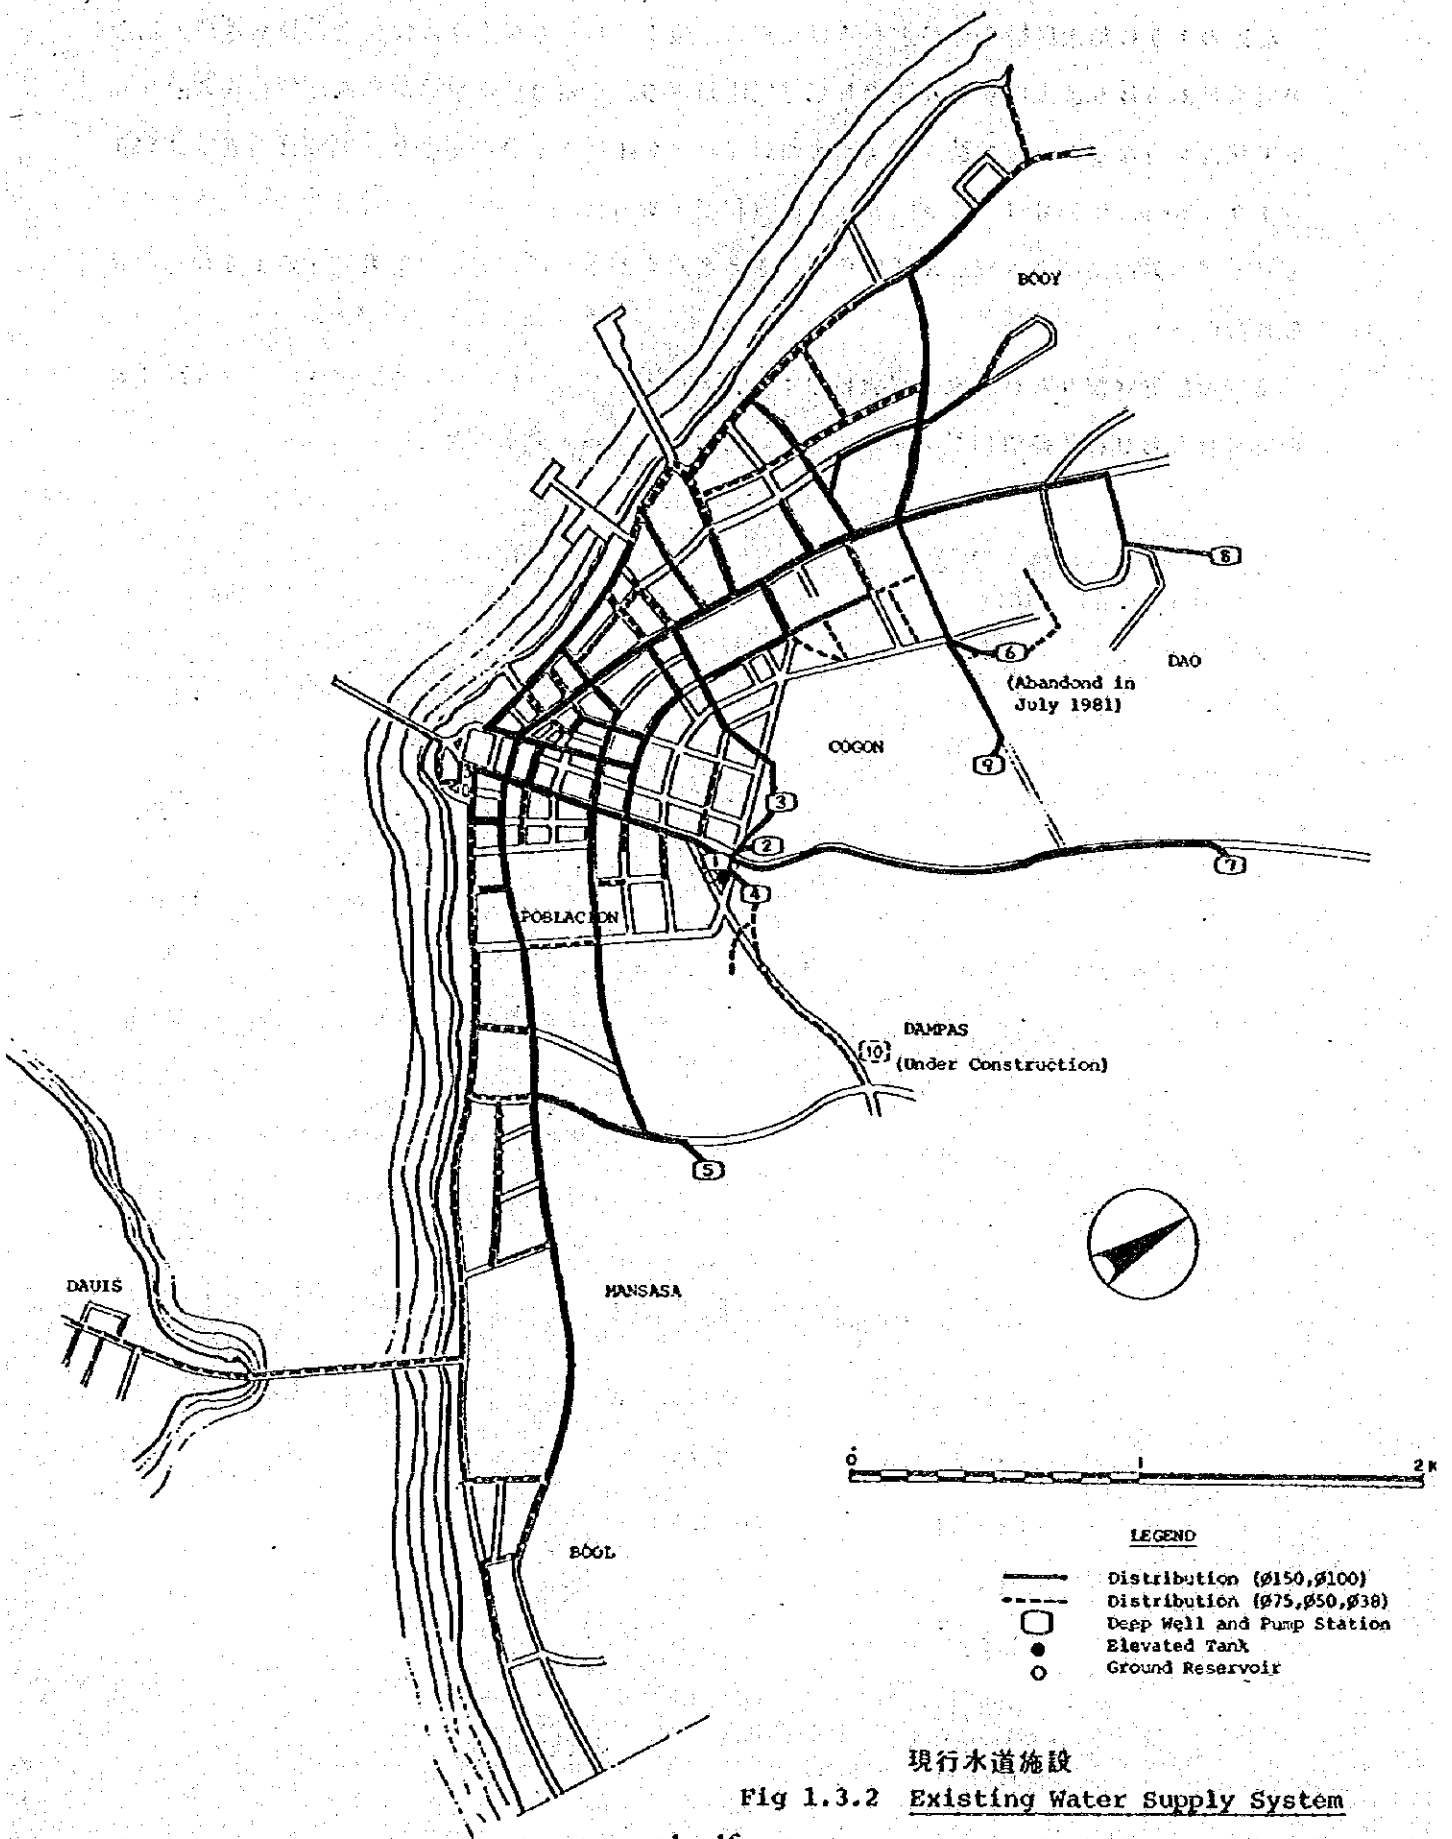 BOOY
8
6
DAO
(Abandond in
July 1981)
COGON
9
3
2
7
4
POBLACION
DAMPAS
10
(Under Construction)
5
DAUIS
MANSASA
0 1 2 K
LEGEND
BOOL
Distribution (Ø150,Ø100)
Distribution (Ø75,Ø50,Ø38)
Deep Well and Pump Station
Elevated Tank
Ground Reservoir
現行水道施設
Fig 1.3.2 Existing Water Supply System